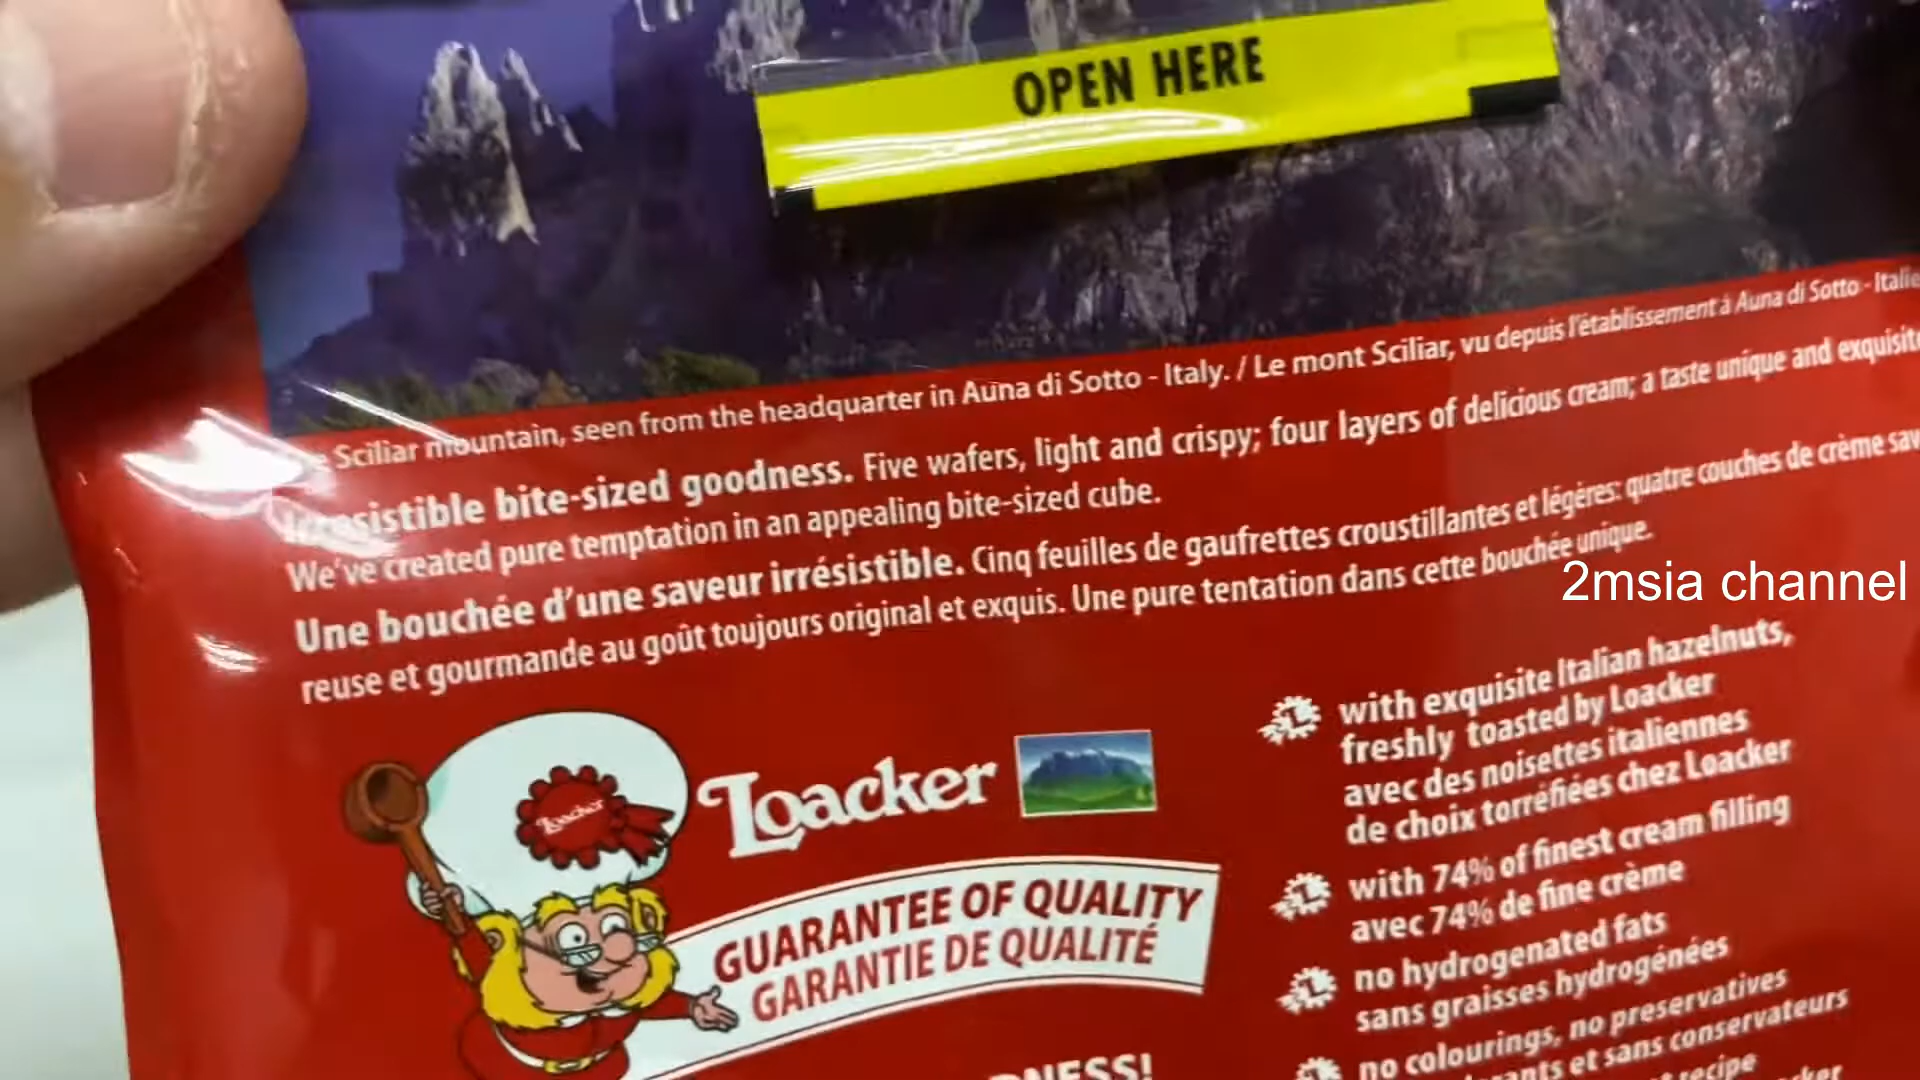 OPEN HERE
Sciliar mountain, seen from the headquarter in Auna di Sotto - Italy. / Le mont Sciliar, vu depuis l'établissement à Auna di Sotto - Italie
Irresistible bite-sized goodness. Five wafers, light and crispy; four layers of delicious cream; a taste unique and exquisite
We've created pure temptation in an appealing bite-sized cube.
Une bouchée d'une saveur irrésistible. Cinq feuilles de gaufrettes croustillantes et légères: quatre couches de crème sav
reuse et gourmande au goût toujours original et exquis. Une pure tentation dans cette bouchée unique.
2msia channel
with exquisite Italian hazelnuts,
freshly toasted by Loacker
avec des noisettes italiennes
de choix torréfiées chez Loacker
with 74% of finest cream filling
avec 74% de fine crème
no hydrogenated fats
sans graisses hydrogénées
no colourings, no preservatives
et sans conservateurs
recipe
Loacker
Loacker
GUARANTEE OF QUALITY
GARANTIE DE QUALITÉ